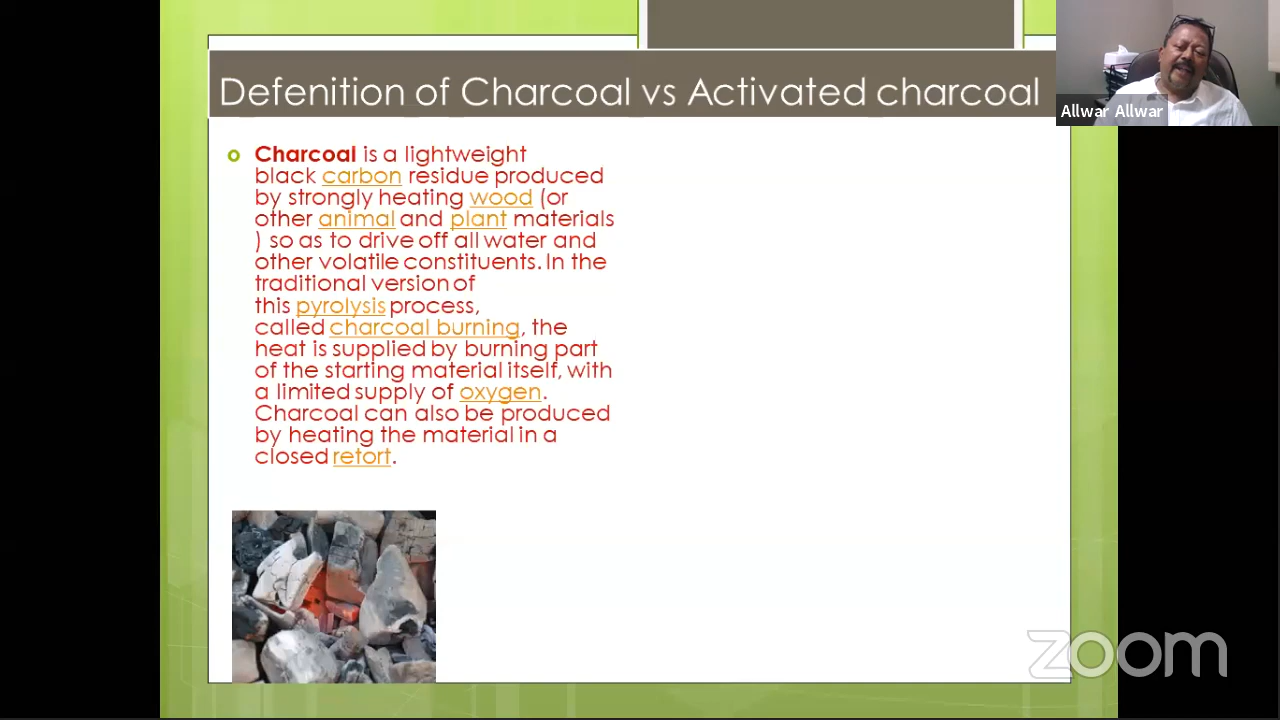 Defenition of Charcoal vs Activated charcoal
Allwar Allwar
Charcoal is a lightweight
black carbon residue produced
by strongly heating wood (or
other animal and plant materials
) so as to drive off all water and
other volatile constituents. In the
traditional version of
this pyrolysis process,
called charcoal burning, the
heat is supplied by burning part
of the starting material itself, with
a limited supply of oxygen.
Charcoal can also be produced
by heating the material in a
closed retort.
zoom